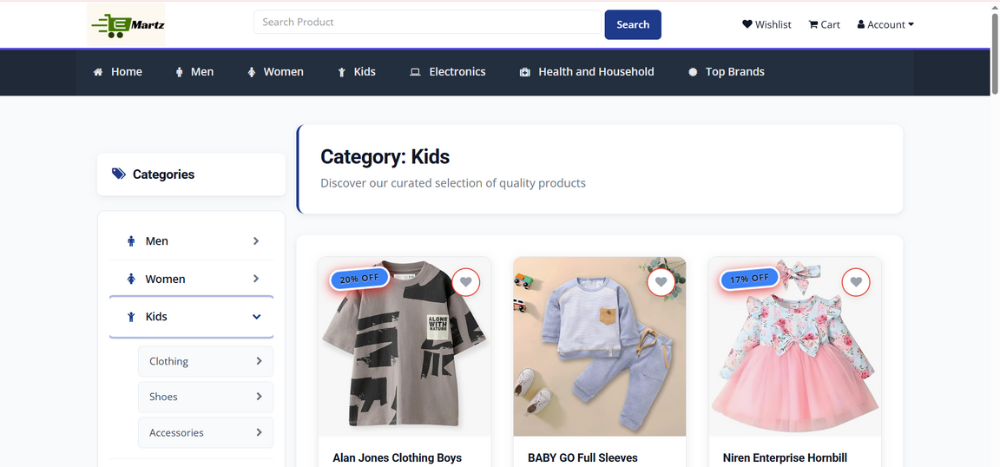 E Martz
Search Product
Search
Wishlist
Cart
Account
Home
Men
Women
Kids
Electronics
Health and Household
Top Brands
Categories
Men
Women
Kids
Clothing
Shoes
Accessories
Category: Kids
Discover our curated selection of quality products
20% OFF
ALONE
WITH
NATURE
17% OFF
Alan Jones Clothing Boys
BABY GO Full Sleeves
Niren Enterprise Hornbill